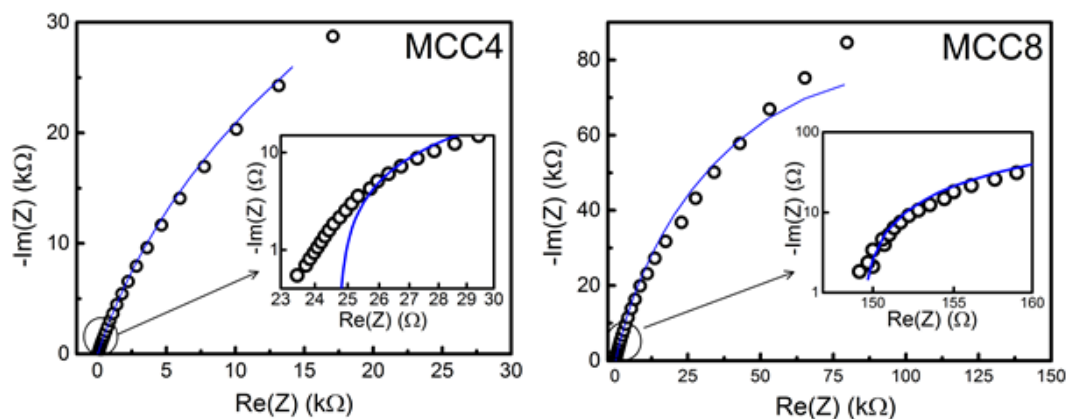 MCC4
-Im(Z) (kΩ)
30
20
10
0
0 5 10 15 20 25 30
Re(Z) (kΩ)
-Im(Z) (Ω)
10
1
23 24 25 26 27 28 29 30
Re(Z) (Ω)
MCC8
-Im(Z) (kΩ)
80
60
40
20
0
0 25 50 75 100 125 150
Re(Z) (kΩ)
-Im(Z) (Ω)
100
10
1
150 155 160
Re(Z) (Ω)